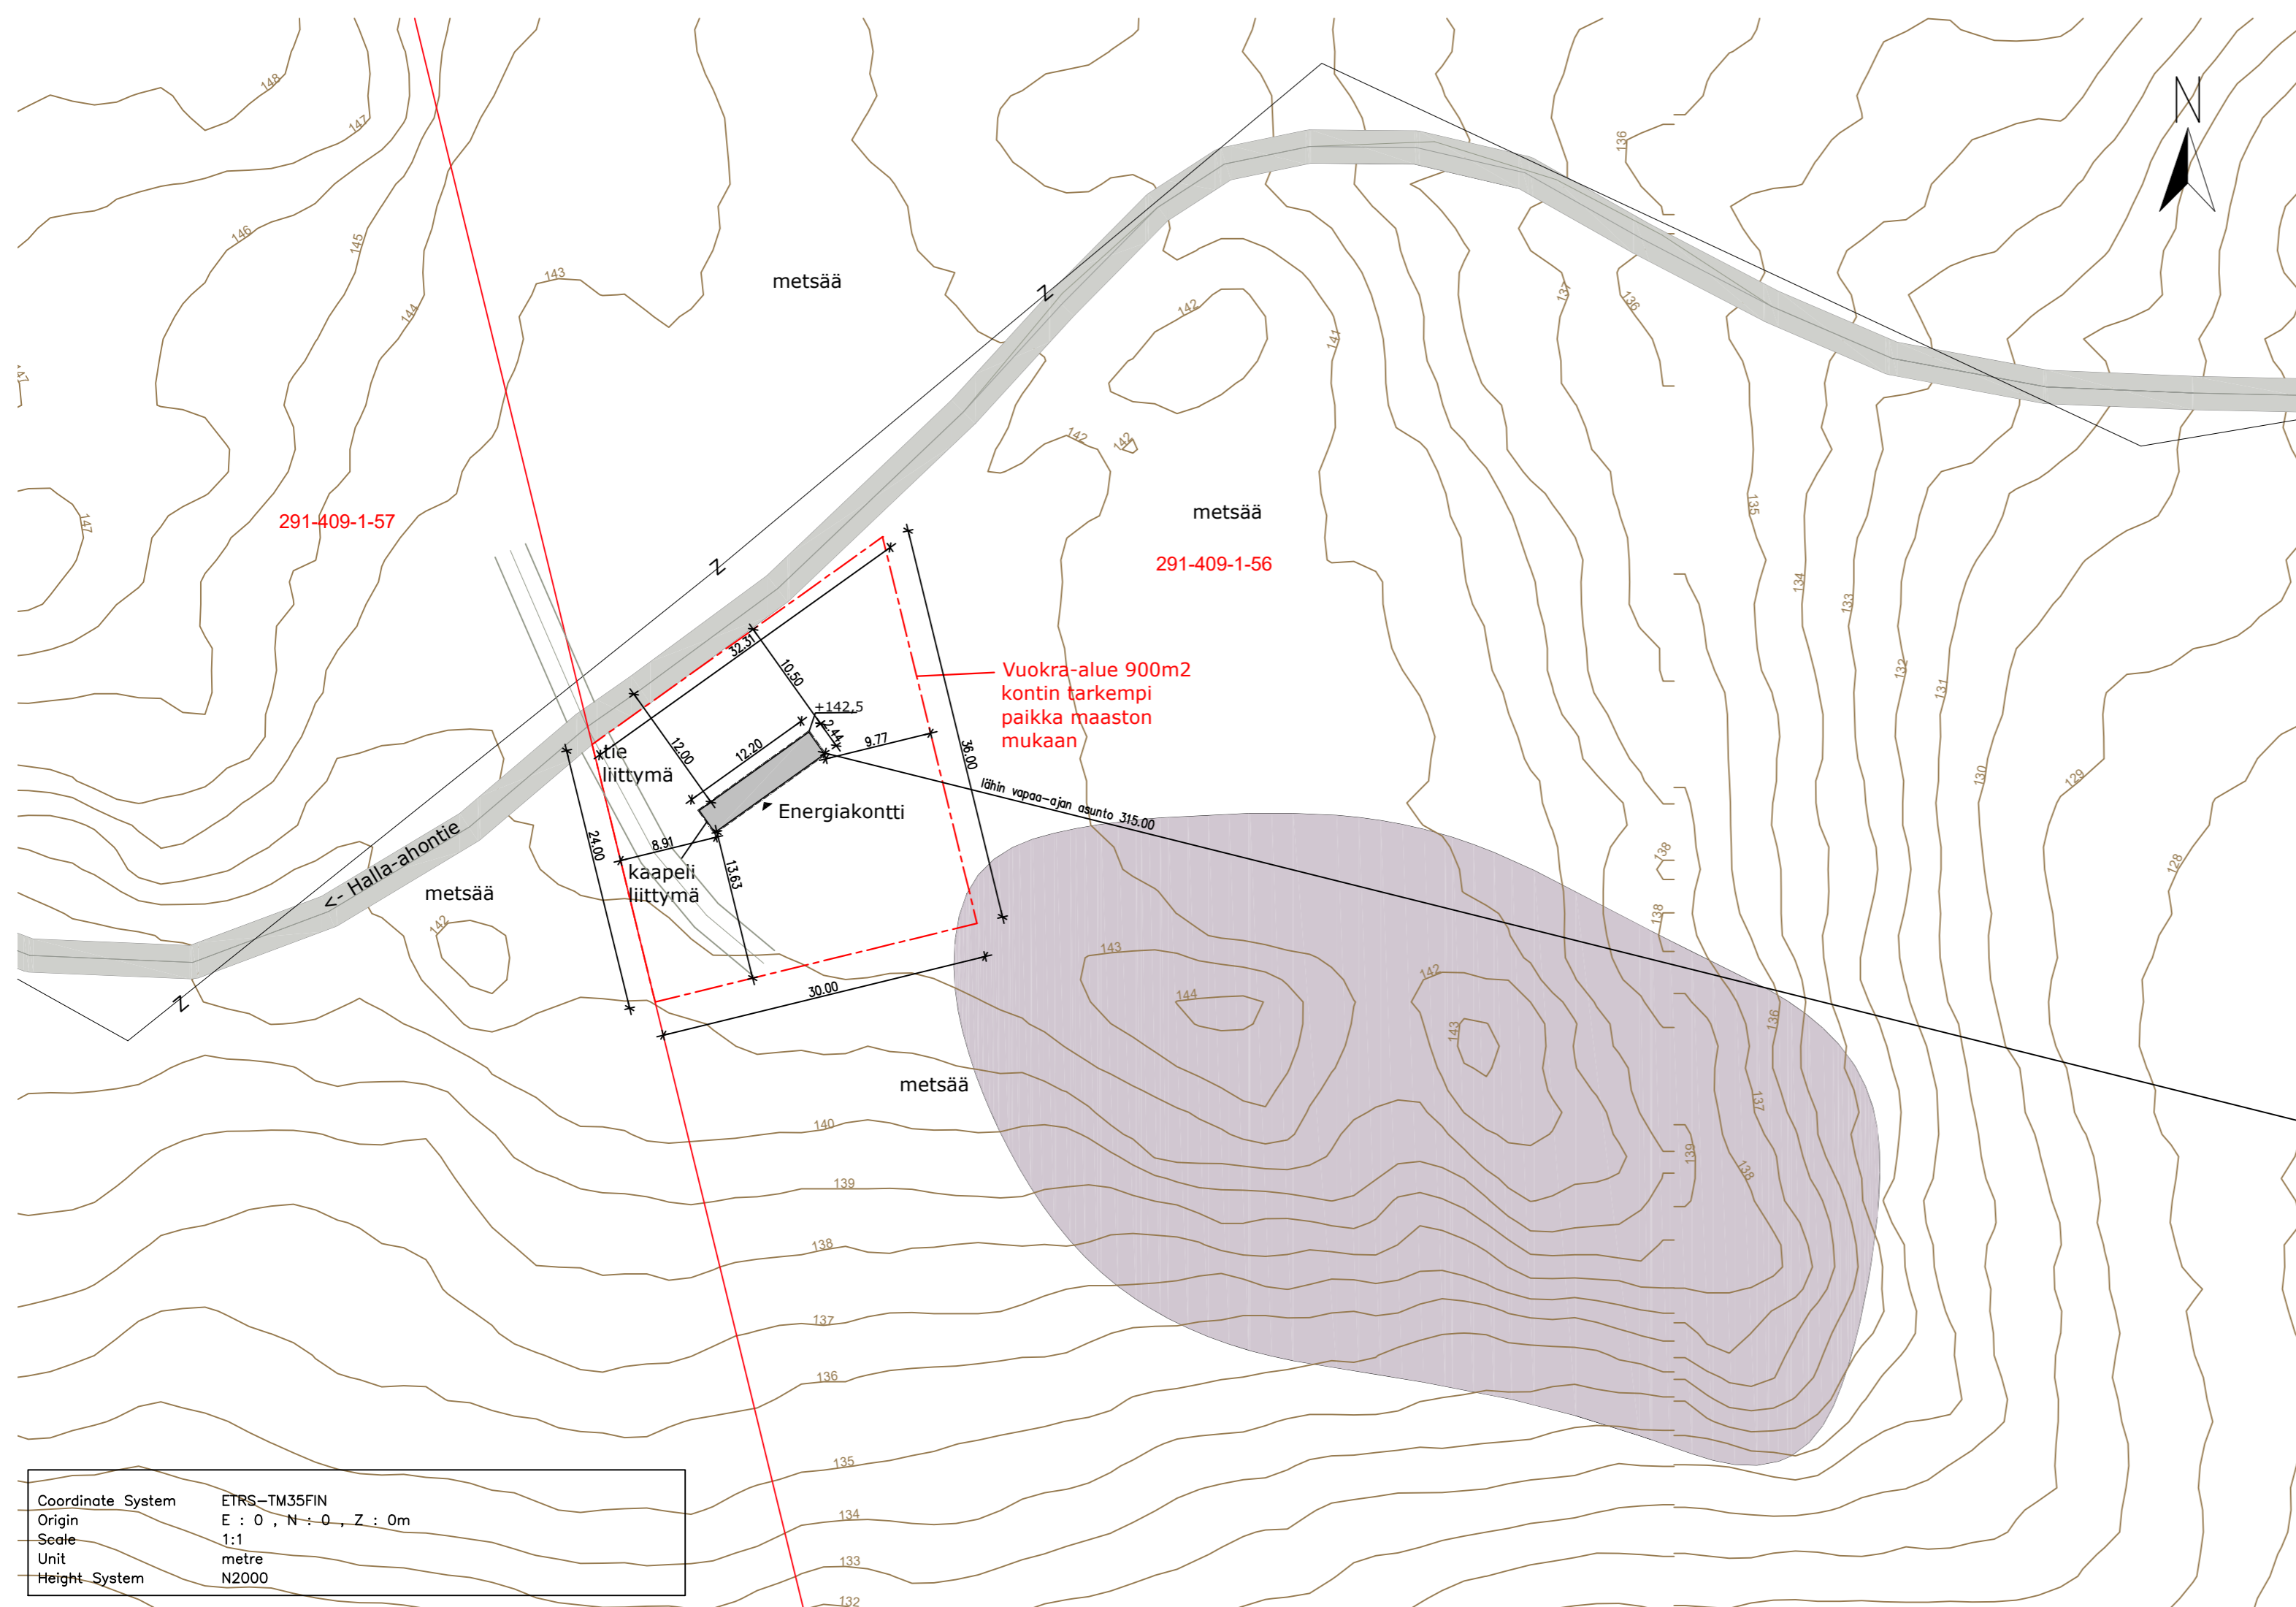 148
147
N
136
146
145
143
metsää
Z
144
142
137
136
141
147
142
142
147
291-409-1-57
metsää
135
291-409-1-56
Z
134
133
32.31
10.50
Vuokra-alue 900m2
kontin tarkempi
paikka maaston
mukaan
132
131
+142,5
2.44
12.00
12.20
9.77
36.00
tie
liittymä
lähin vapaa-ajan asunto 315.00
130
129
Energiakontti
24.00
8.91
13.63
<- Halla-ahontie
kaapeli
liittymä
metsää
138
128
142
138
143
142
30.00
144
143
136
Z
metsää
140
137
139
138
139
138
137
136
135
134
133
132
Coordinate System ETRS-TM35FIN
Origin E : 0 , N : 0 , Z : 0m
Scale 1:1
Unit metre
Height System N2000